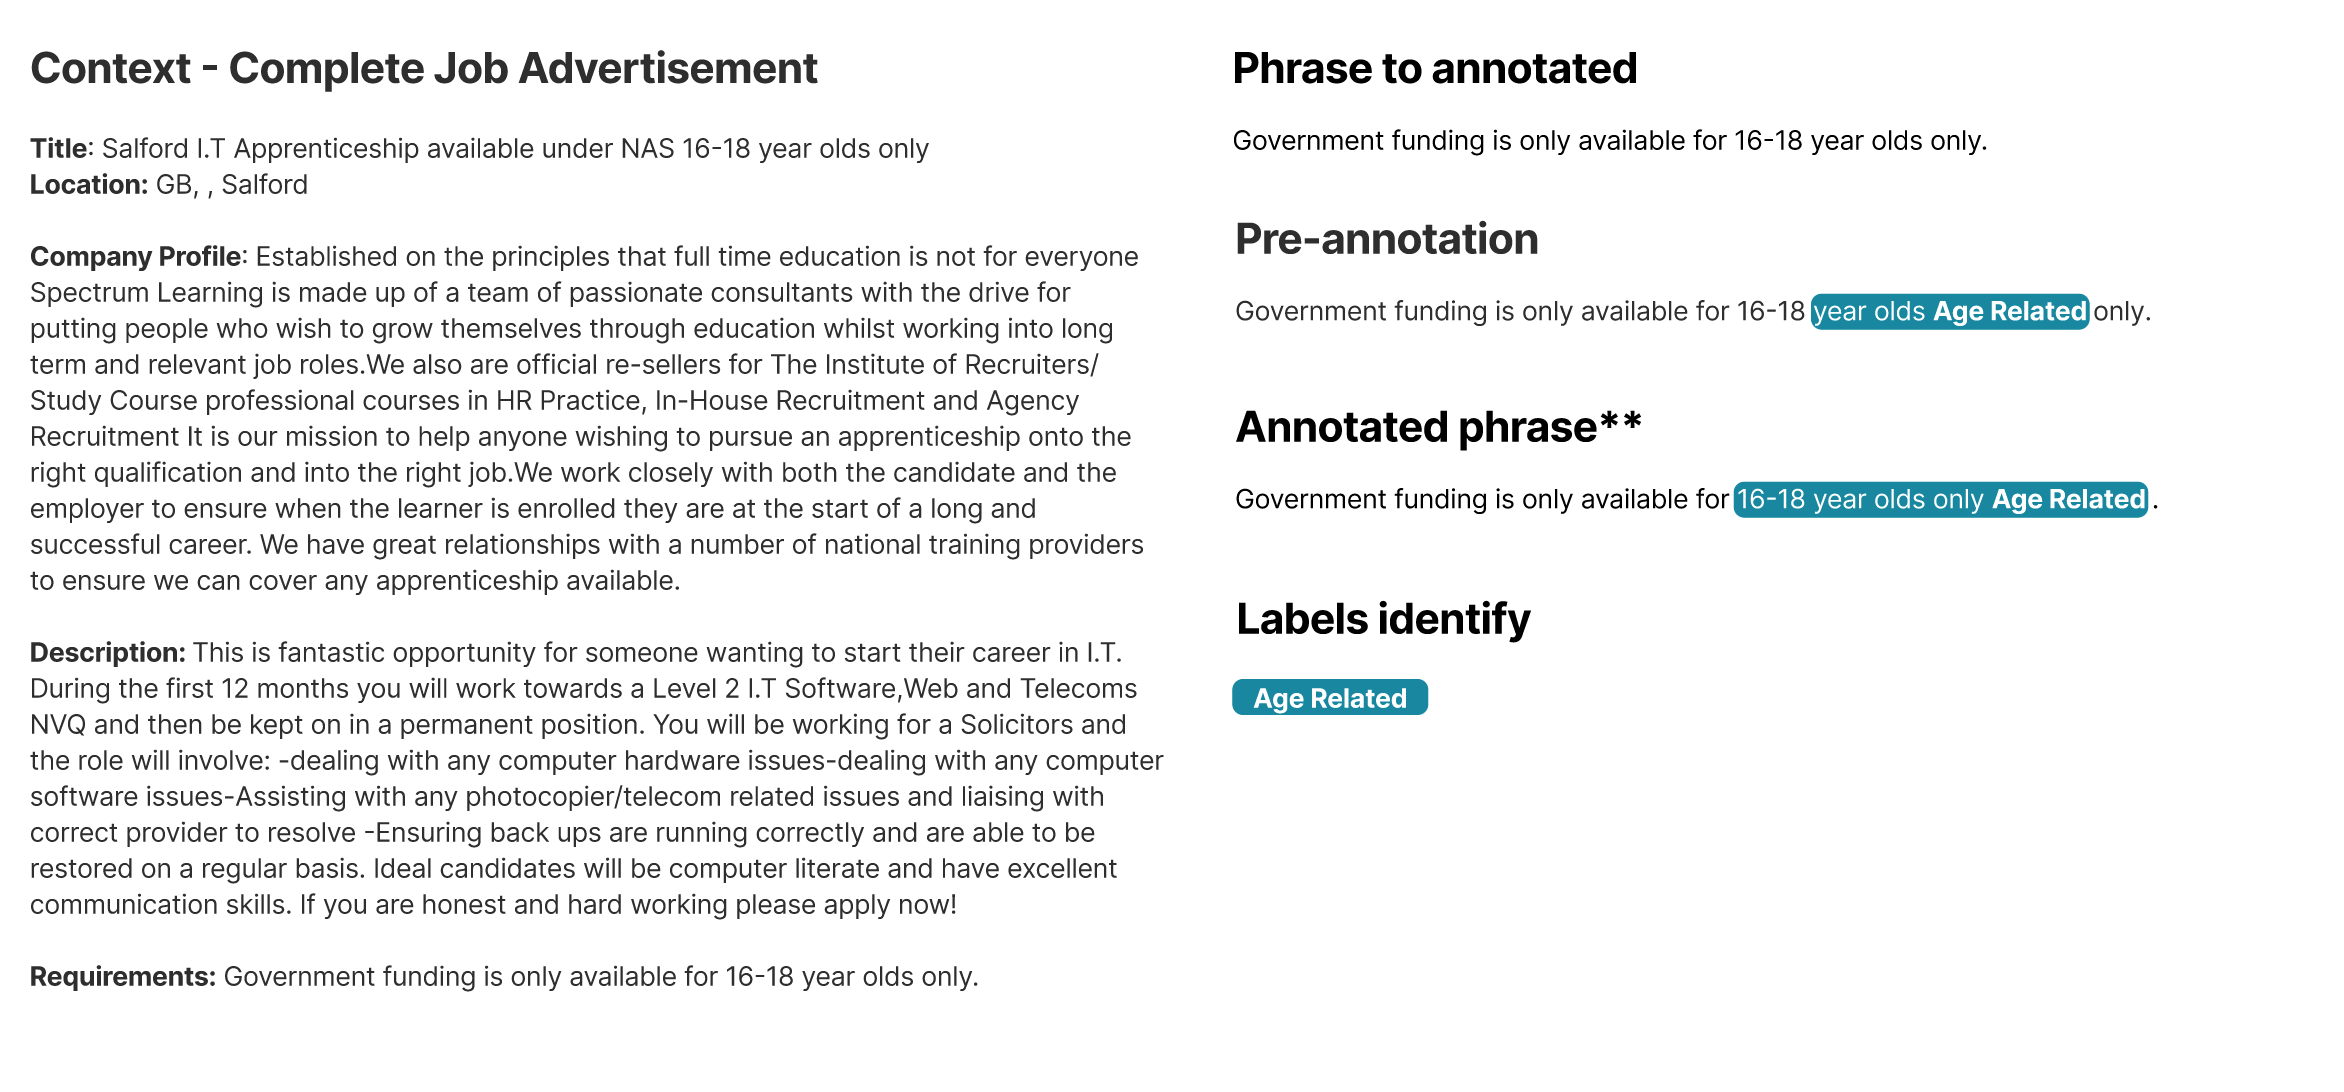 Context - Complete Job Advertisement
Title: Salford I.T Apprenticeship available under NAS 16-18 year olds only
Location: GB, , Salford
Company Profile: Established on the principles that full time education is not for everyone
Spectrum Learning is made up of a team of passionate consultants with the drive for
putting people who wish to grow themselves through education whilst working into long
term and relevant job roles.We also are official re-sellers for The Institute of Recruiters/
Study Course professional courses in HR Practice, In-House Recruitment and Agency
Recruitment It is our mission to help anyone wishing to pursue an apprenticeship onto the
right qualification and into the right job.We work closely with both the candidate and the
employer to ensure when the learner is enrolled they are at the start of a long and
successful career. We have great relationships with a number of national training providers
to ensure we can cover any apprenticeship available.
Description: This is fantastic opportunity for someone wanting to start their career in I.T.
During the first 12 months you will work towards a Level 2 I.T Software,Web and Telecoms
NVQ and then be kept on in a permanent position. You will be working for a Solicitors and
the role will involve: -dealing with any computer hardware issues-dealing with any computer
software issues-Assisting with any photocopier/telecom related issues and liaising with
correct provider to resolve -Ensuring back ups are running correctly and are able to be
restored on a regular basis. Ideal candidates will be computer literate and have excellent
communication skills. If you are honest and hard working please apply now!
Requirements: Government funding is only available for 16-18 year olds only.
Phrase to annotated
Government funding is only available for 16-18 year olds only.
Pre-annotation
Government funding is only available for 16-18 year olds Age Related only.
Annotated phrase**
Government funding is only available for 16-18 year olds only Age Related .
Labels identify
Age Related